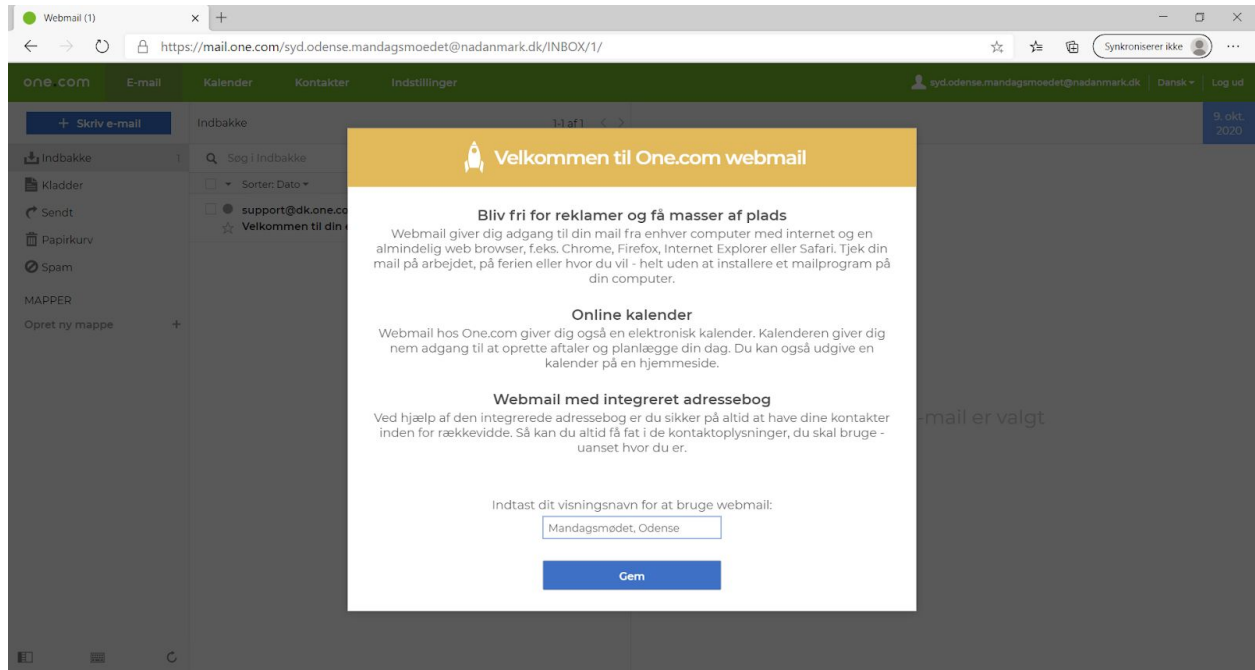 Webmail (1)
https://mail.one.com/syd.odense.mandagsmoedet@nadanmark.dk/INBOX/1/
Synkroniserer ikke
one.com E-mail Kalender Kontakter Indstillinger syd.odense.mandagsmoedet@nadanmark.dk Dansk Log ud
+ Skriv e-mail
Indbakke 1
Kladder
Sendt
Papirkurv
Spam
MAPPER
Opret ny mappe +
Indbakke 1-1 af 1
Søg i Indbakke
Sorter: Dato
support@dk.one.co
Velkommen til din
9. okt.
2020
-mail er valgt
Velkommen til One.com webmail
Bliv fri for reklamer og få masser af plads
Webmail giver dig adgang til din mail fra enhver computer med internet og en
almindelig web browser, f.eks. Chrome, Firefox, Internet Explorer eller Safari. Tjek din
mail på arbejdet, på ferien eller hvor du vil - helt uden at installere et mailprogram på
din computer.
Online kalender
Webmail hos One.com giver dig også en elektronisk kalender. Kalenderen giver dig
nem adgang til at oprette aftaler og planlægge din dag. Du kan også udgive en
kalender på en hjemmeside.
Webmail med integreret adressebog
Ved hjælp af den integrerede adressebog er du sikker på altid at have dine kontakter
inden for rækkevidde. Så kan du altid få fat i de kontaktoplysninger, du skal bruge -
uanset hvor du er.
Indtast dit visningsnavn for at bruge webmail:
Mandagsmødet, Odense
Gem